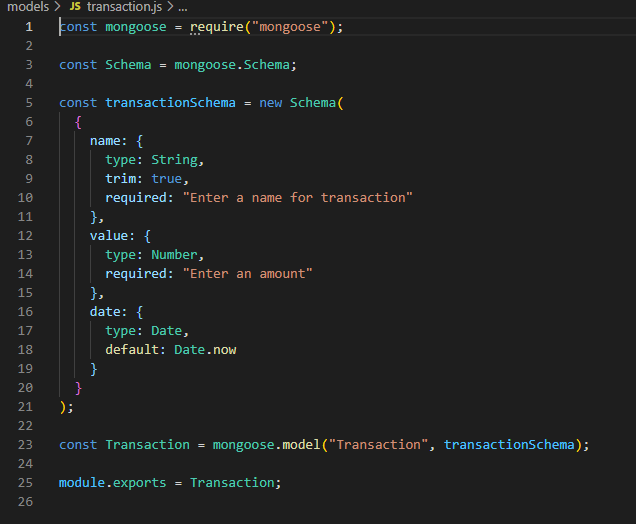 models > JS transaction.js > ...
1 const mongoose = require("mongoose");
2
3 const Schema = mongoose.Schema;
4
5 const transactionSchema = new Schema(
6   {
7     name: {
8       type: String,
9       trim: true,
10       required: "Enter a name for transaction"
11     },
12     value: {
13       type: Number,
14       required: "Enter an amount"
15     },
16     date: {
17       type: Date,
18       default: Date.now
19     }
20   }
21 );
22
23 const Transaction = mongoose.model("Transaction", transactionSchema);
24
25 module.exports = Transaction;
26